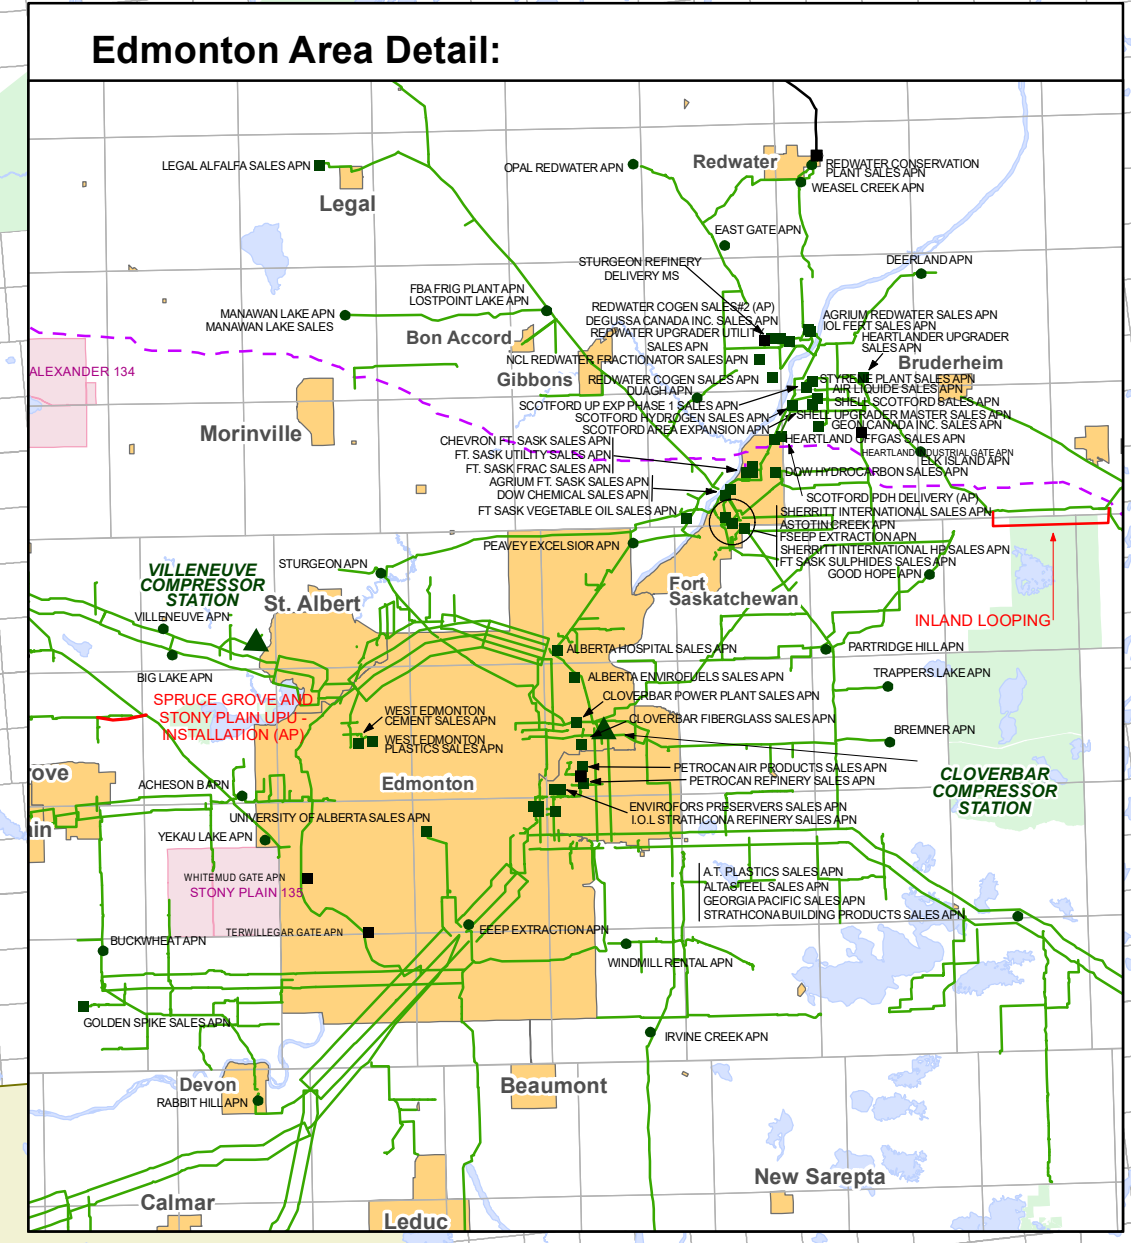 Edmonton Area Detail:
LEGAL ALFALFA SALES APN
Legal
OPAL REDWATER APN
Redwater
REDWATER CONSERVATION
PLANT SALES APN
WEASEL CREEK APN
EAST GATE APN
STURGEON REFINERY
DELIVERY MS
DEERLAND APN
FBA FRIG PLANT APN
LOSTPOINT LAKE APN
MANAWAN LAKE APN
MANAWAN LAKE SALES
Bon Accord
REDWATER COGEN SALES#2 (AP)
DEGUSSA CANADA INC. SALES APN
REDWATER UPGRADER UTILIT
SALES APN
NCL REDWATER FRACTIONATOR SALES APN
AGRIUM REDWATER SALES APN
IOL FERT SALES APN
HEARTLANDER UPGRADER
SALES APN
Bruderheim
ALEXANDER 134
Gibbons
REDWATER COGEN SALES APN
DUAGH APN
SCOTFORD UP EXP PHASE 1 SALES APN
SCOTFORD HYDROGEN SALES APN
SCOTFORD AREA EXPANSION APN
STYRENE PLANT SALES APN
AIR LIQUIDE SALES APN
SHELL SCOTFORD SALES APN
SHELL UPGRADER MASTER SALES APN
GEON CANADA INC. SALES APN
HEARTLAND OFFGAS SALES APN
HEARTLAND INDUSTRIAL GATE APN
ELK ISLAND APN
DOW HYDROCARBON SALES APN
Morinville
CHEVRON FT. SASK SALES APN
FT. SASK UTILITY SALES APN
FT. SASK FRAC SALES APN
AGRIUM FT. SASK SALES APN
DOW CHEMICAL SALES APN
FT SASK VEGETABLE OIL SALES APN
SCOTFORD PDH DELIVERY (AP)
SHERRITT INTERNATIONAL SALES APN
ASTOTIN CREEK APN
FSEEP EXTRACTION APN
SHERRITT INTERNATIONAL HP SALES APN
FT SASK SULPHIDES SALES APN
GOOD HOPE APN
PEAVEY EXCELSIOR APN
STURGEON APN
VILLENEUVE
COMPRESSOR
STATION
VILLENEUVE APN
St. Albert
Fort
Saskatchewan
INLAND LOOPING
BIG LAKE APN
ALBERTA HOSPITAL SALES APN
PARTRIDGE HILL APN
ALBERTA ENVIROFUELS SALES APN
TRAPPERS LAKE APN
SPRUCE GROVE AND
STONY PLAIN UPU -
INSTALLATION (AP)
CLOVERBAR POWER PLANT SALES APN
WEST EDMONTON
CEMENT SALES APN
CLOVERBAR FIBERGLASS SALES APN
BREMNER APN
WEST EDMONTON
PLASTICS SALES APN
rove
ain
Edmonton
PETROCAN AIR PRODUCTS SALES APN
PETROCAN REFINERY SALES APN
CLOVERBAR
COMPRESSOR
STATION
ACHESON B APN
ENVIROFORS PRESERVERS SALES APN
I.O.L STRATHCONA REFINERY SALES APN
UNIVERSITY OF ALBERTA SALES APN
YEKAU LAKE APN
WHITEMUD GATE APN
STONY PLAIN 135
A.T. PLASTICS SALES APN
ALTASTEEL SALES APN
GEORGIA PACIFIC SALES APN
STRATHCONA BUILDING PRODUCTS SALES APN
TERWILLEGAR GATE APN
EEEP EXTRACTION APN
BUCKWHEAT APN
WINDMILL RENTAL APN
GOLDEN SPIKE SALES APN
IRVINE CREEK APN
Devon
RABBIT HILL APN
Beaumont
New Sarepta
Calmar
Leduc